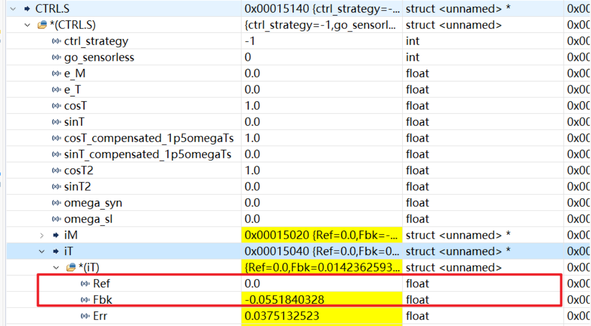 CTRL.S 0x00015140 {ctrl_strategy=-... struct <unnamed> * 0x00
*(CTRL.S) {ctrl_strategy=-1,go_sensorless... struct <unnamed> 0x00
ctrl_strategy -1 int 0x00
go_sensorless 0 int 0x00
e_M 0.0 float 0x00
e_T 0.0 float 0x00
cosT 1.0 float 0x00
sinT 0.0 float 0x00
cosT_compensated_1p5omegaTs 1.0 float 0x00
sinT_compensated_1p5omegaTs 0.0 float 0x00
cosT2 1.0 float 0x00
sinT2 0.0 float 0x00
omega_syn 0.0 float 0x00
omega_sl 0.0 float 0x00
iM 0x00015020 {Ref=0.0,Fbk=-... struct <unnamed> * 0x00
iT 0x00015040 {Ref=0.0,Fbk=0... struct <unnamed> * 0x00
*(iT) {Ref=0.0,Fbk=0.0142362593... struct <unnamed> 0x00
Ref 0.0 float 0x00
Fbk -0.0551840328 float 0x00
Err 0.0375132523 float 0x00